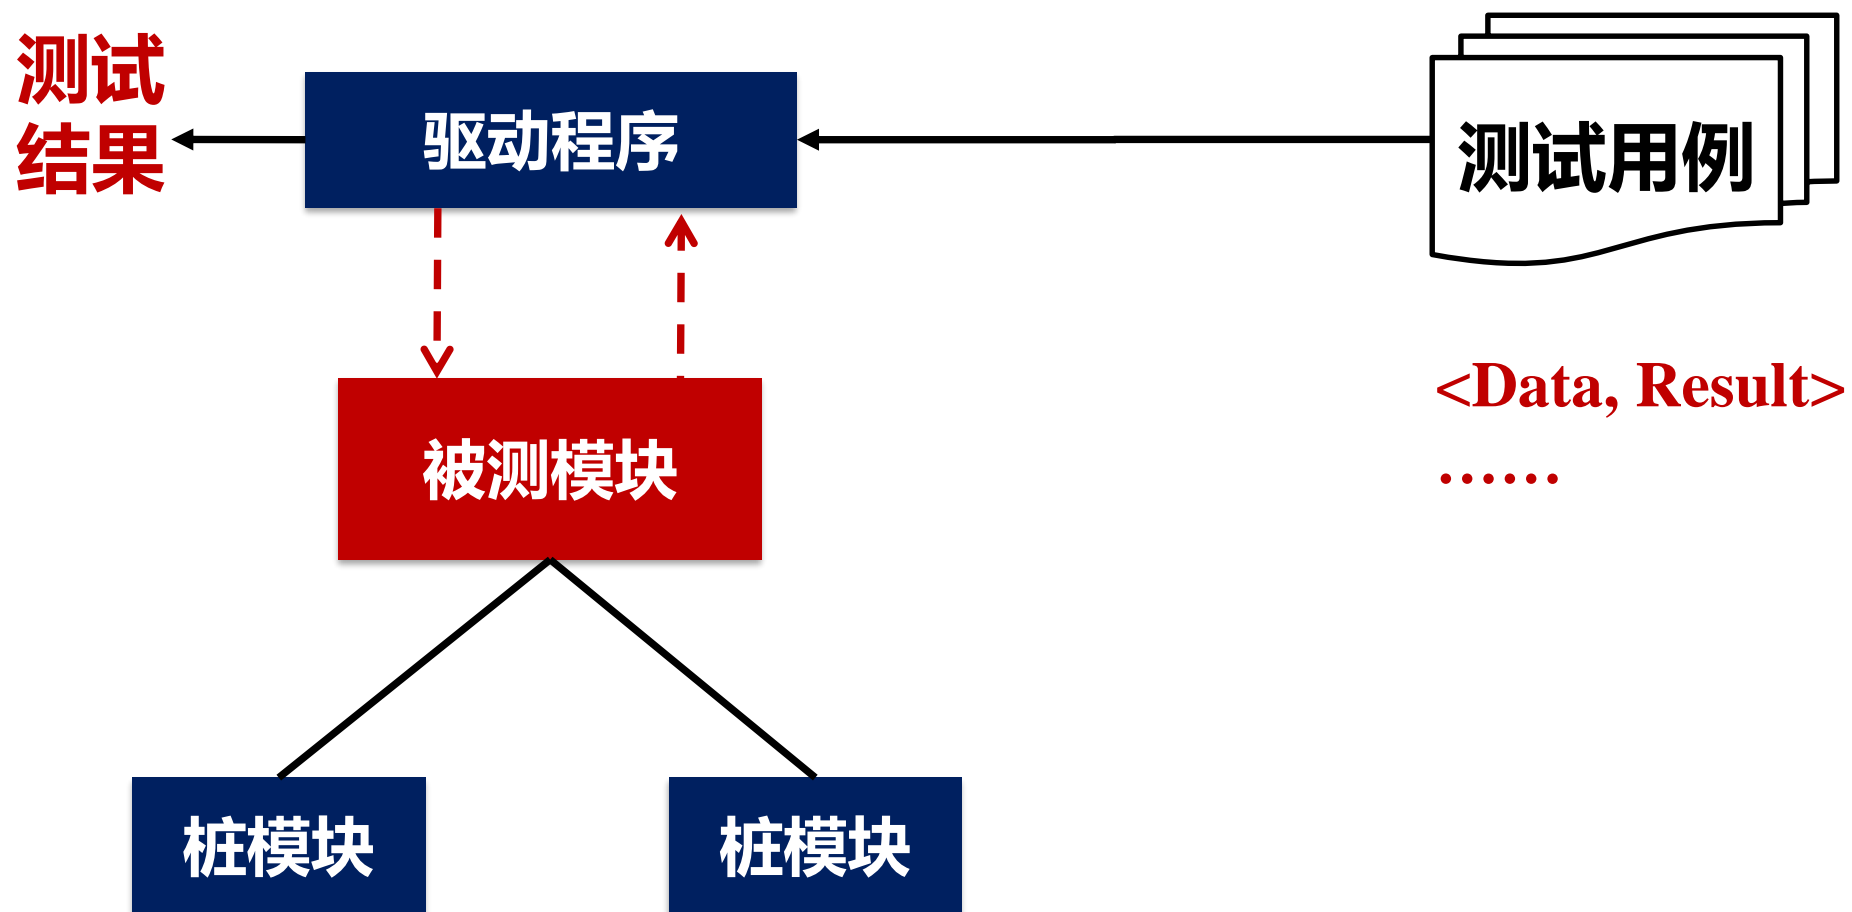 测试
结果
驱动程序
测试用例
<Data, Result>
……
被测模块
桩模块
桩模块